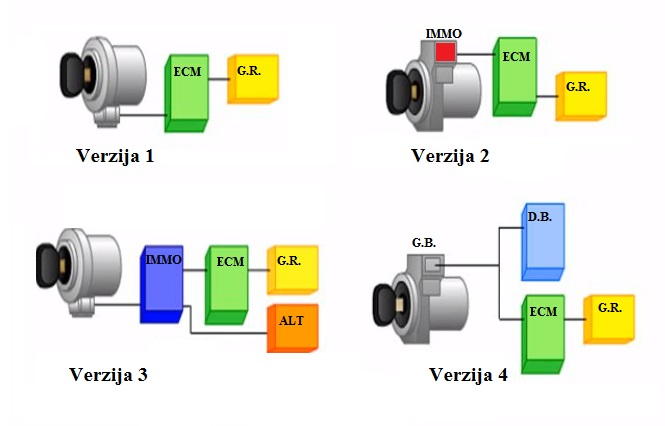 ECM
G.R.
Verzija 1
IMMO
ECM
G.R.
Verzija 2
IMMO
ECM
G.R.
ALT
Verzija 3
G.B.
D.B.
ECM
G.R.
Verzija 4